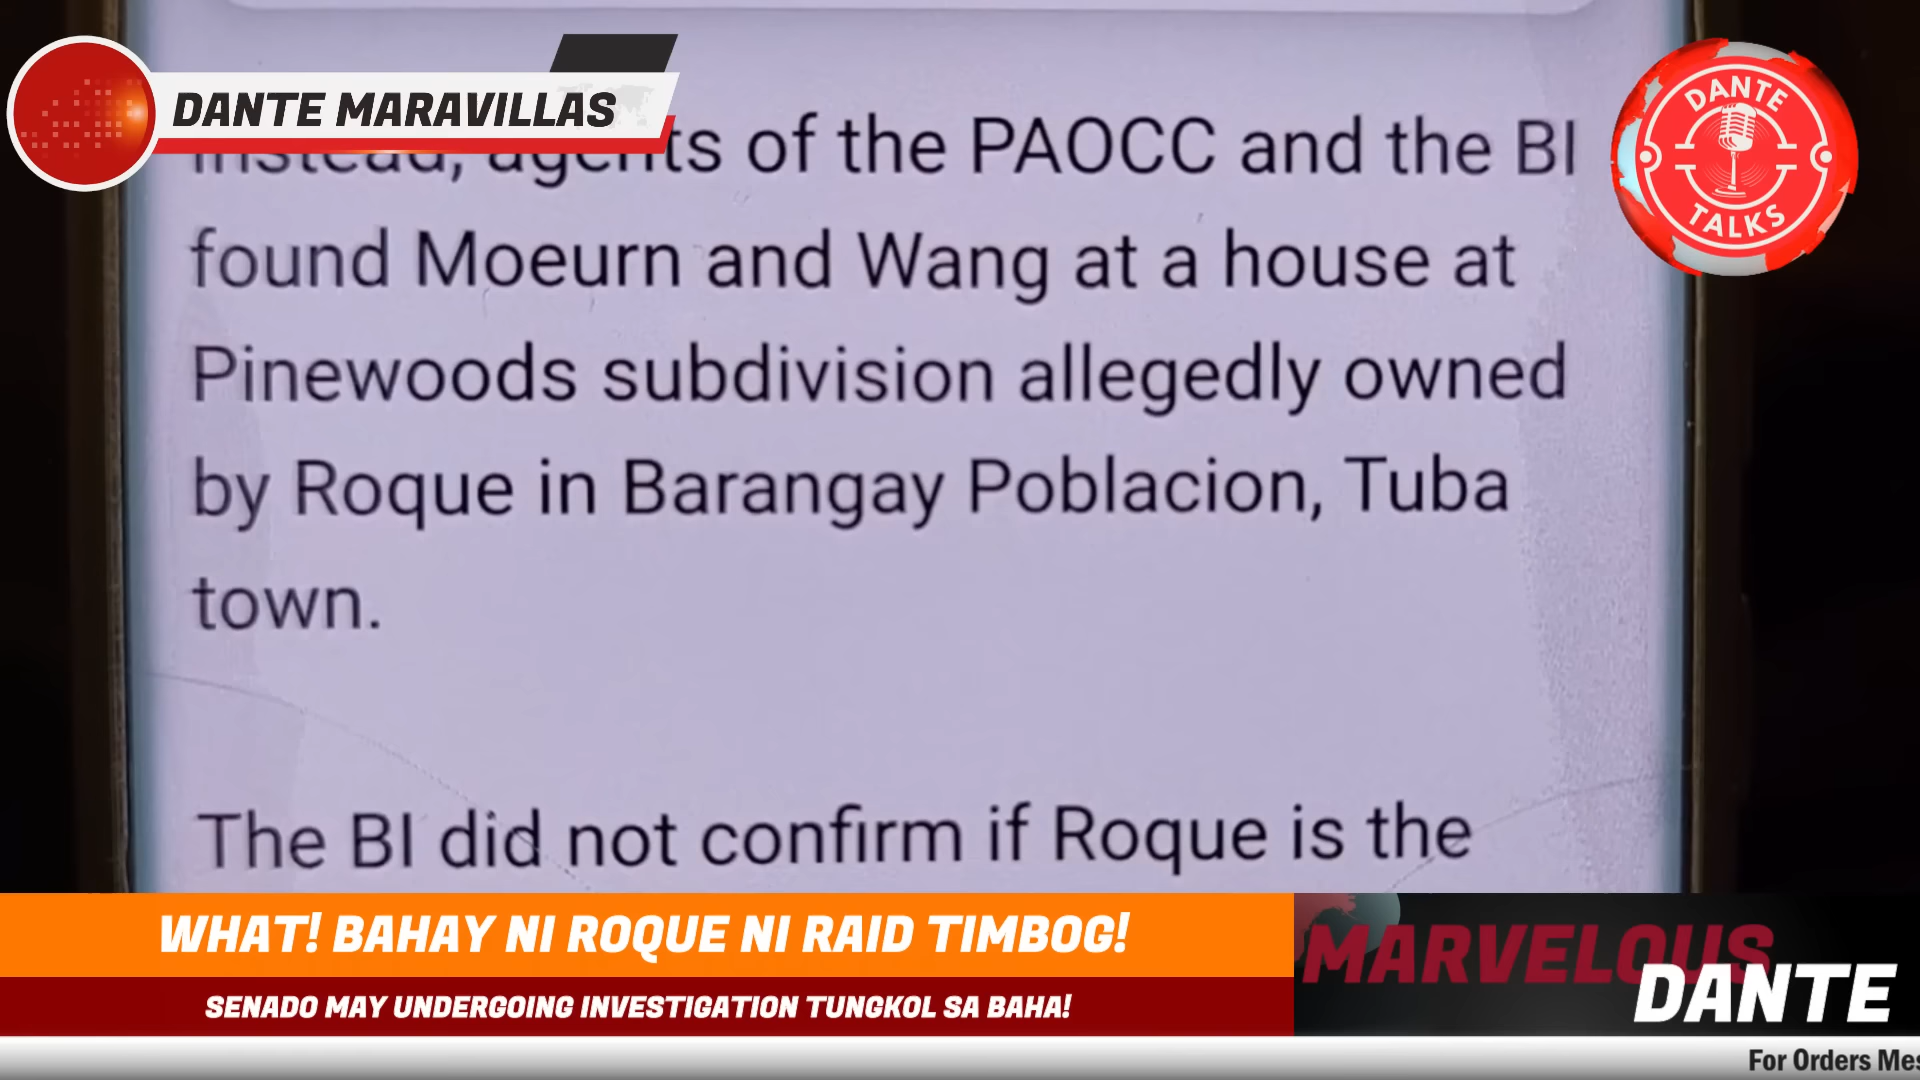 DANTE MARAVILLAS
DANTE
TALKS
Instead, agents of the PAOCC and the BI
found Moeurn and Wang at a house at
Pinewoods subdivision allegedly owned
by Roque in Barangay Poblacion, Tuba
town.
The BI did not confirm if Roque is the
WHAT! BAHAY NI ROQUE NI RAID TIMBOG!
SENADO MAY UNDERGOING INVESTIGATION TUNGKOL SA BAHA!
MARVELOUS
DANTE
For Orders